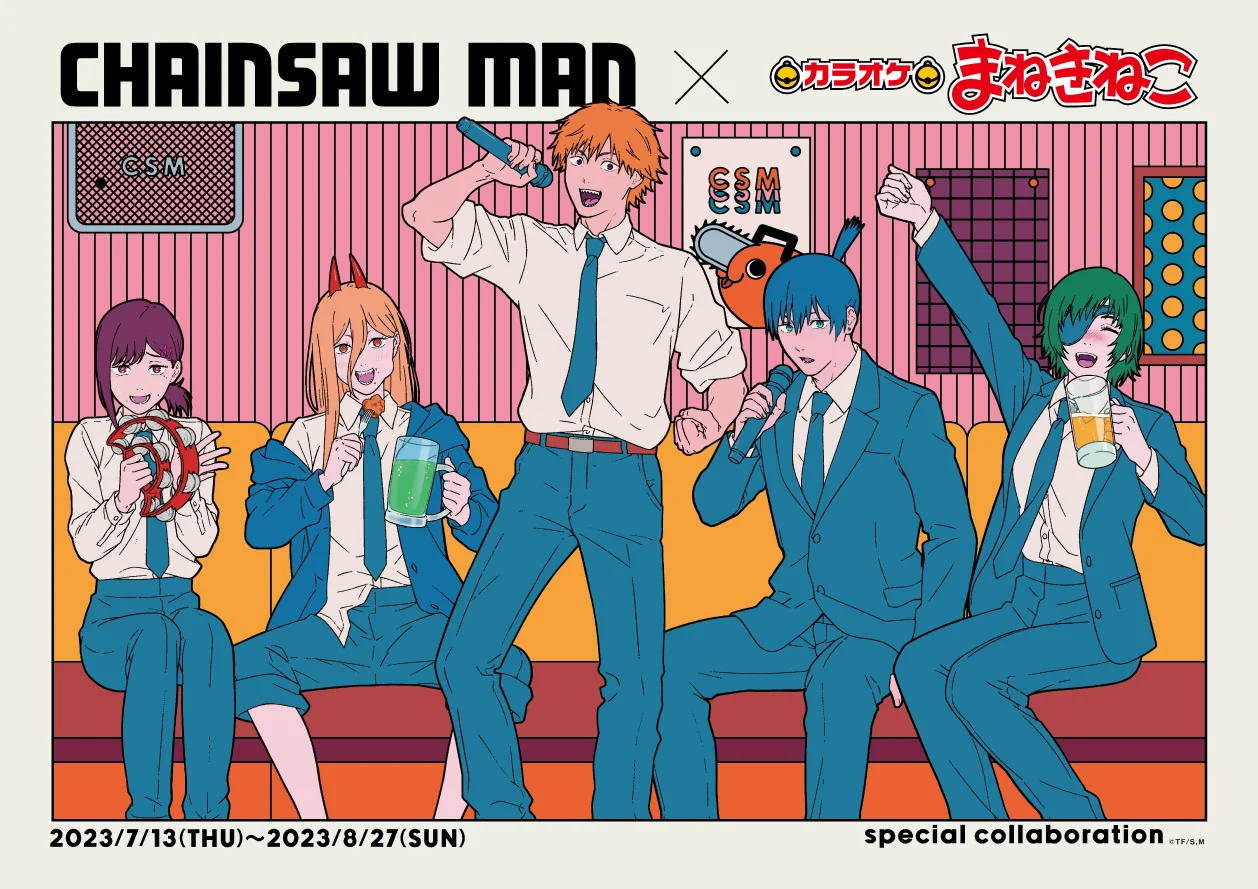 CHAINSAW MAN × カラオケ まねきねこ
CSM
CSM
CSM
CSM
2023/7/13(THU)~2023/8/27(SUN)
special collaboration ©TF/S,M